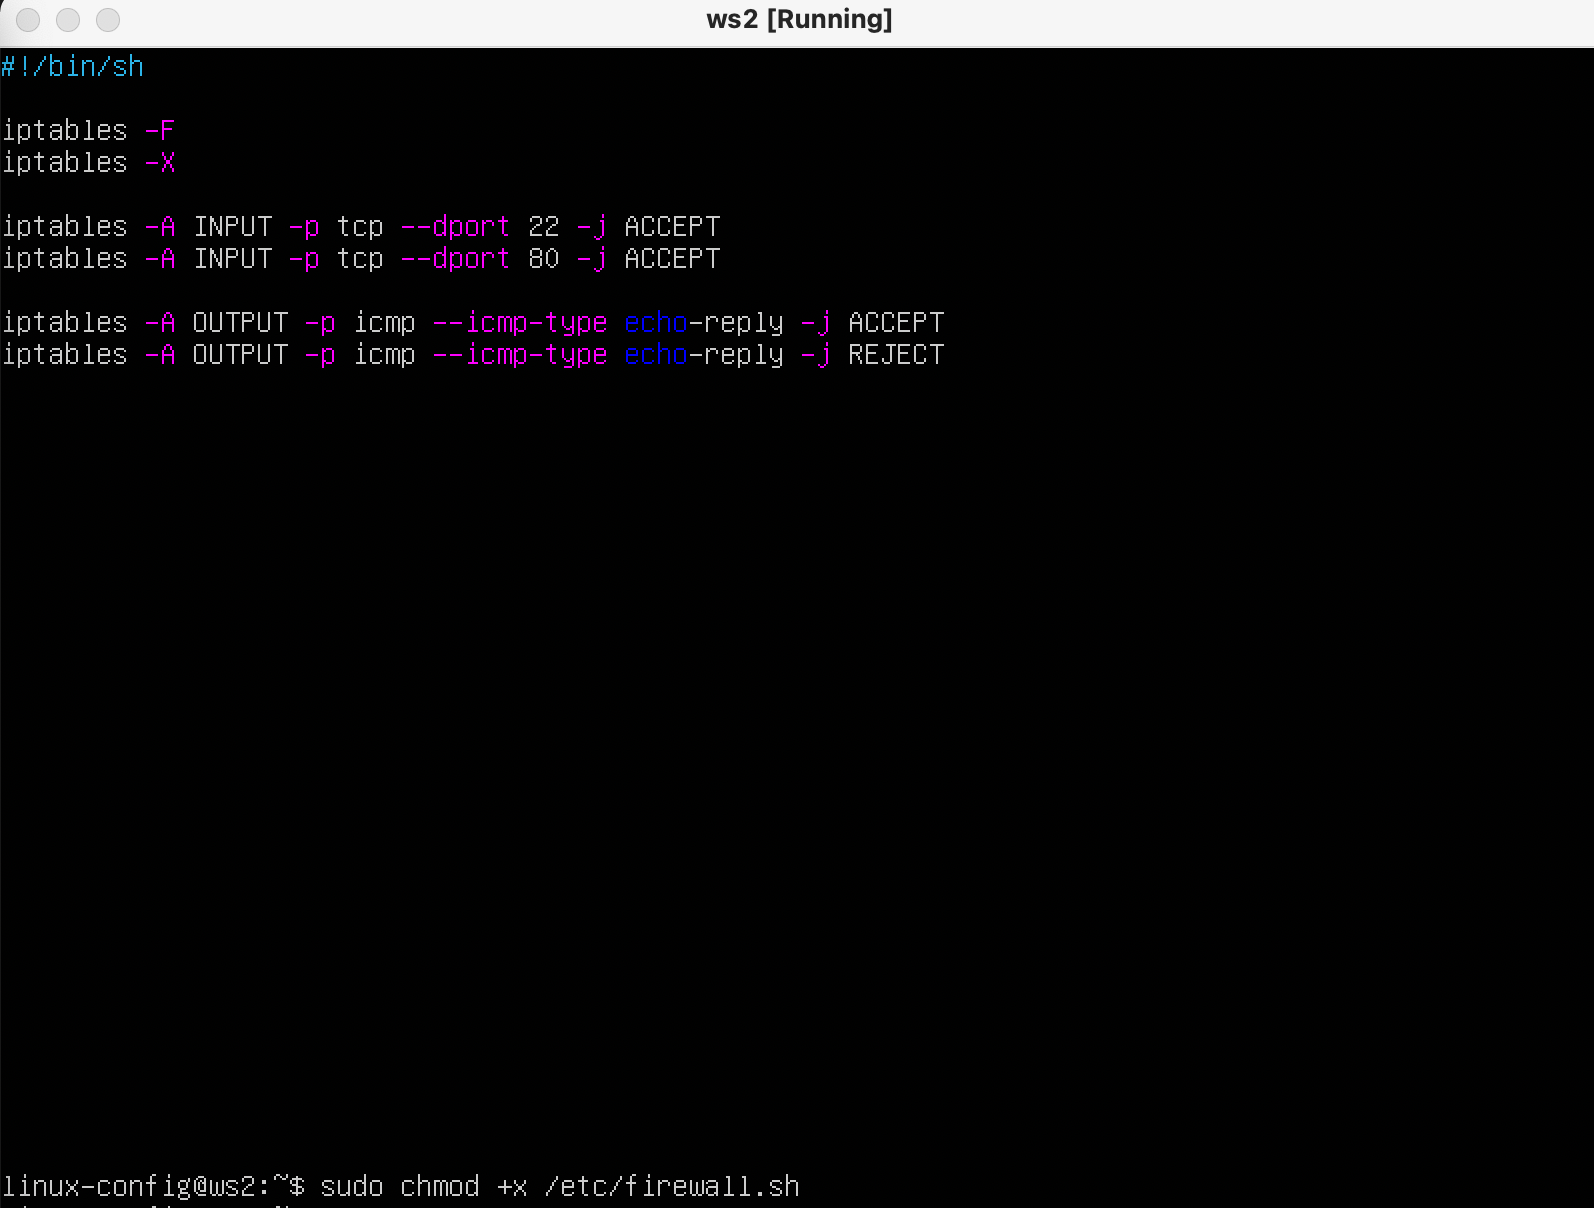 ws2 [Running]
#!/bin/sh
iptables -F
iptables -X
iptables -A INPUT -p tcp --dport 22 -j ACCEPT
iptables -A INPUT -p tcp --dport 80 -j ACCEPT
iptables -A OUTPUT -p icmp --icmp-type echo-reply -j ACCEPT
iptables -A OUTPUT -p icmp --icmp-type echo-reply -j REJECT
linux-config@ws2:~$ sudo chmod +x /etc/firewall.sh